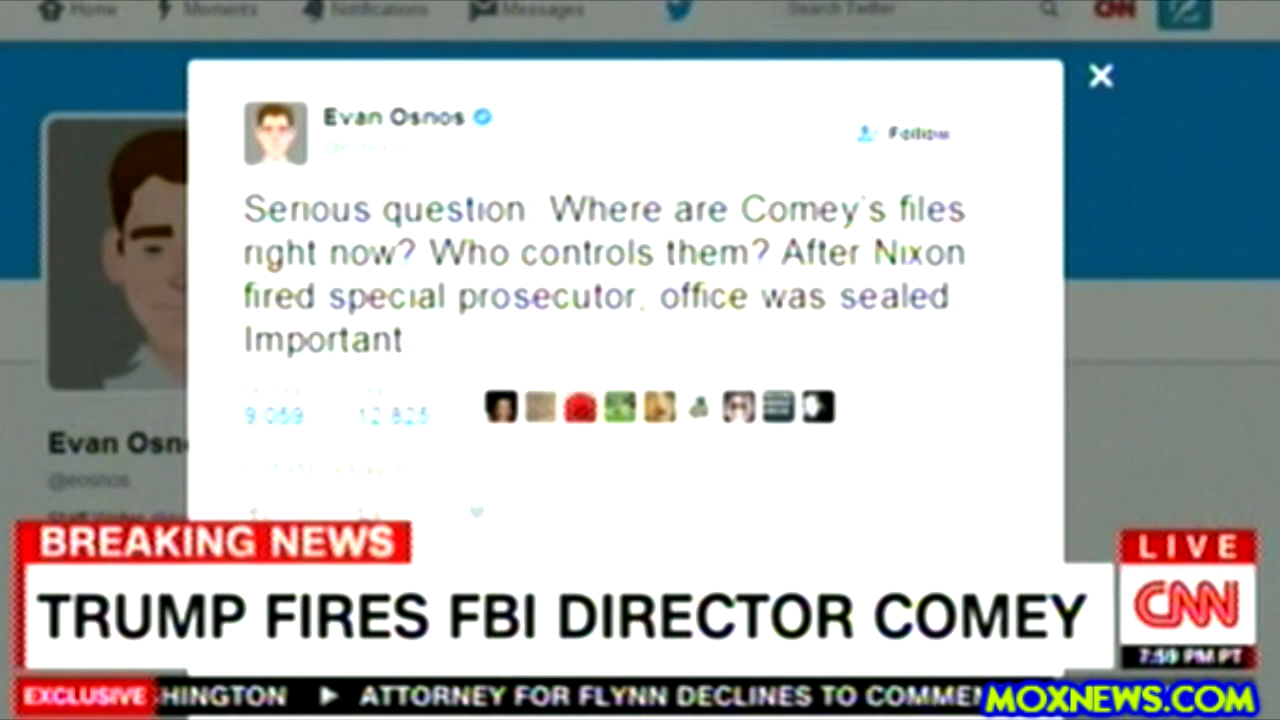 Home Moments Notifications Messages Search Twitter CNN
Evan Osnos
Follow
Serious question: Where are Comey's files
right now? Who controls them? After Nixon
fired special prosecutor, office was sealed.
Important.
9,059 12,825
Evan Osn
@eosnos
BREAKING NEWS
LIVE
TRUMP FIRES FBI DIRECTOR COMEY
CNN
7:59 PM PT
EXCLUSIVE HINGTON ▶ ATTORNEY FOR FLYNN DECLINES TO COMMEN
MOXNEWS.COM